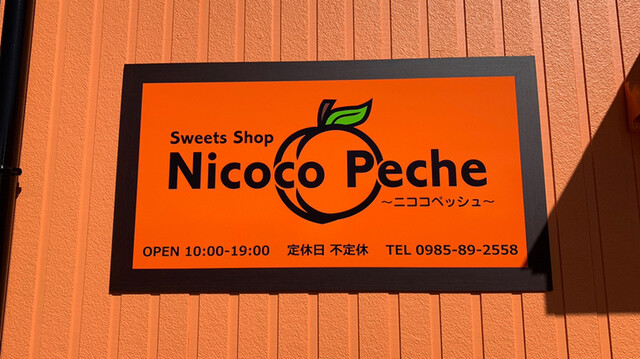 Sweets Shop
Nicoco Peche
～ニココペッシュ～
OPEN 10:00-19:00 定休日 不定休 TEL 0985-89-2558